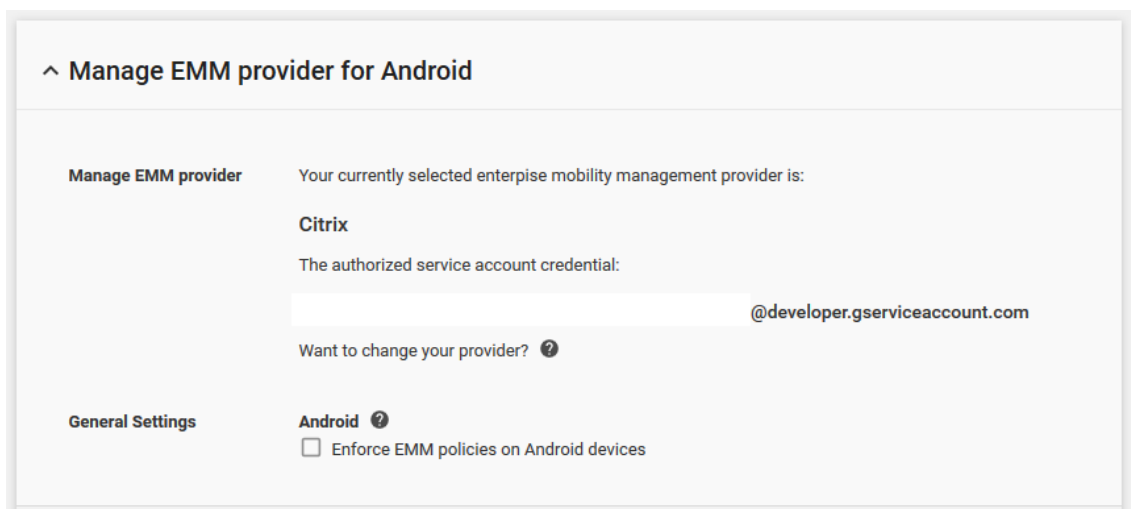 Manage EMM provider for Android
Manage EMM provider
Your currently selected enterpise mobility management provider is:
Citrix
The authorized service account credential:
@developer.gserviceaccount.com
Want to change your provider?
General Settings
Android
Enforce EMM policies on Android devices